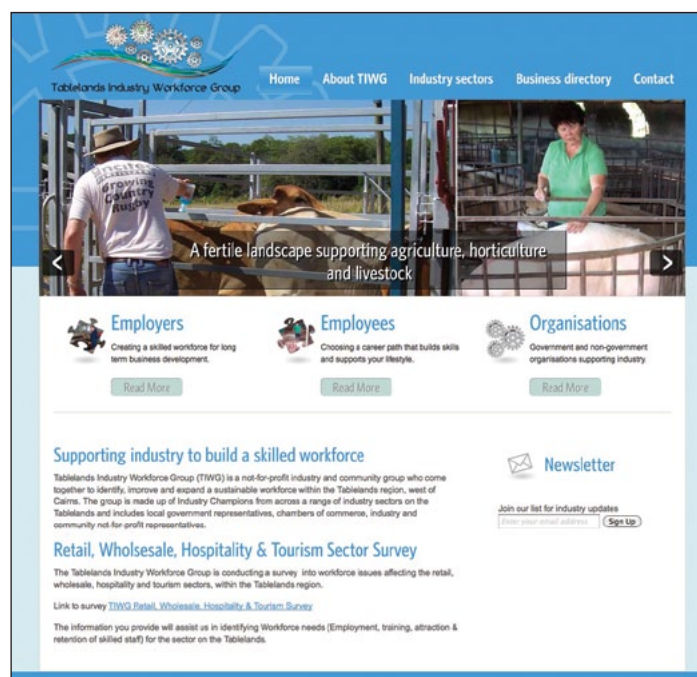 Tablelands Industry Workforce Group
Home About TIWG Industry sectors Business directory Contact
Incitec
Growing
Country
Rugby
A fertile landscape supporting agriculture, horticulture
and livestock
Employers
Creating a skilled workforce for long
term business development.
Read More
Employees
Choosing a career path that builds skills
and supports your lifestyle.
Read More
Organisations
Government and non-government
organisations supporting industry.
Read More
Supporting industry to build a skilled workforce
Tablelands Industry Workforce Group (TIWG) is a not-for-profit industry and community group who come
together to identify, improve and expand a sustainable workforce within the Tablelands region, west of
Cairns. The group is made up of Industry Champions from across a range of industry sectors on the
Tablelands and includes local government representatives, chambers of commerce, industry and
community not-for profit representatives.
Retail, Wholsesale, Hospitality & Tourism Sector Survey
The Tablelands Industry Workforce Group is conducting a survey into workforce issues affecting the retail,
wholesale, hospitality and tourism sectors, within the Tablelands region.
Link to survey TIWG Retail, Wholesale, Hospitality & Tourism Survey
The information you provide will assist us in identifying Workforce needs (Employment, training, attraction &
retention of skilled staff) for the sector on the Tablelands.
Newsletter
Join our list for industry updates
Enter your email address Sign Up